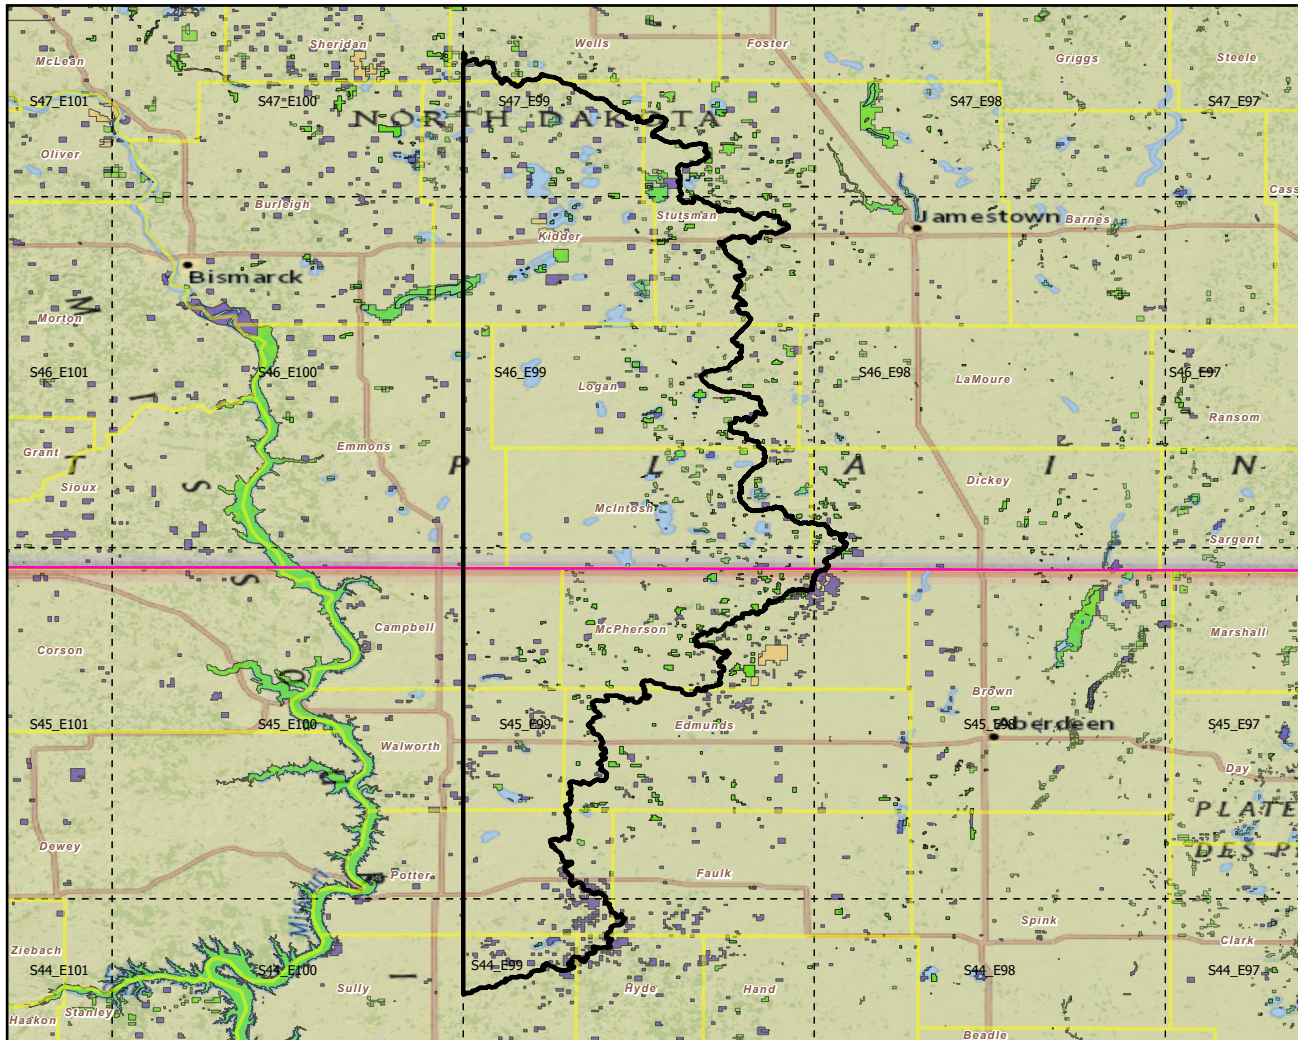 Sheridan
Wells
Foster
McLean
Griggs
Steele
S47_E101
S47_E100
S47_E99
S47_E98
S47_E97
NORTH DAKOTA
Oliver
Burleigh
Stutsman
Jamestown
Barnes
Cass
Kidder
Bismarck
M
Morton
S46_E101
S46_E100
S46_E99
S46_E98
S46_E97
Logan
LaMoure
I
Ransom
Grant
Emmons
S
P L A I N
Sioux
Dickey
S
McIntosh
Sargent
S
Campbell
McPherson
Marshall
Corson
O
Brown
S45_E101
S45_E100
S45_E99
Edmunds
S45_E98
Aberdeen
S45_E97
Walworth
Day
PLATE
Dewey
DES P
Potter
Faulk
Missouri
Spink
Ziebach
Clark
S44_E101
S44_E100
I
S44_E99
S44_E98
S44_E97
Sully
Hyde
Hand
Haakon
Stanley
Beadle